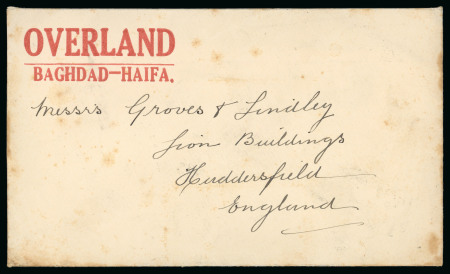 OVERLAND
BAGHDAD-HAIFA.
Messrs Groves & Lindley
Lion Buildings
Huddersfield
England